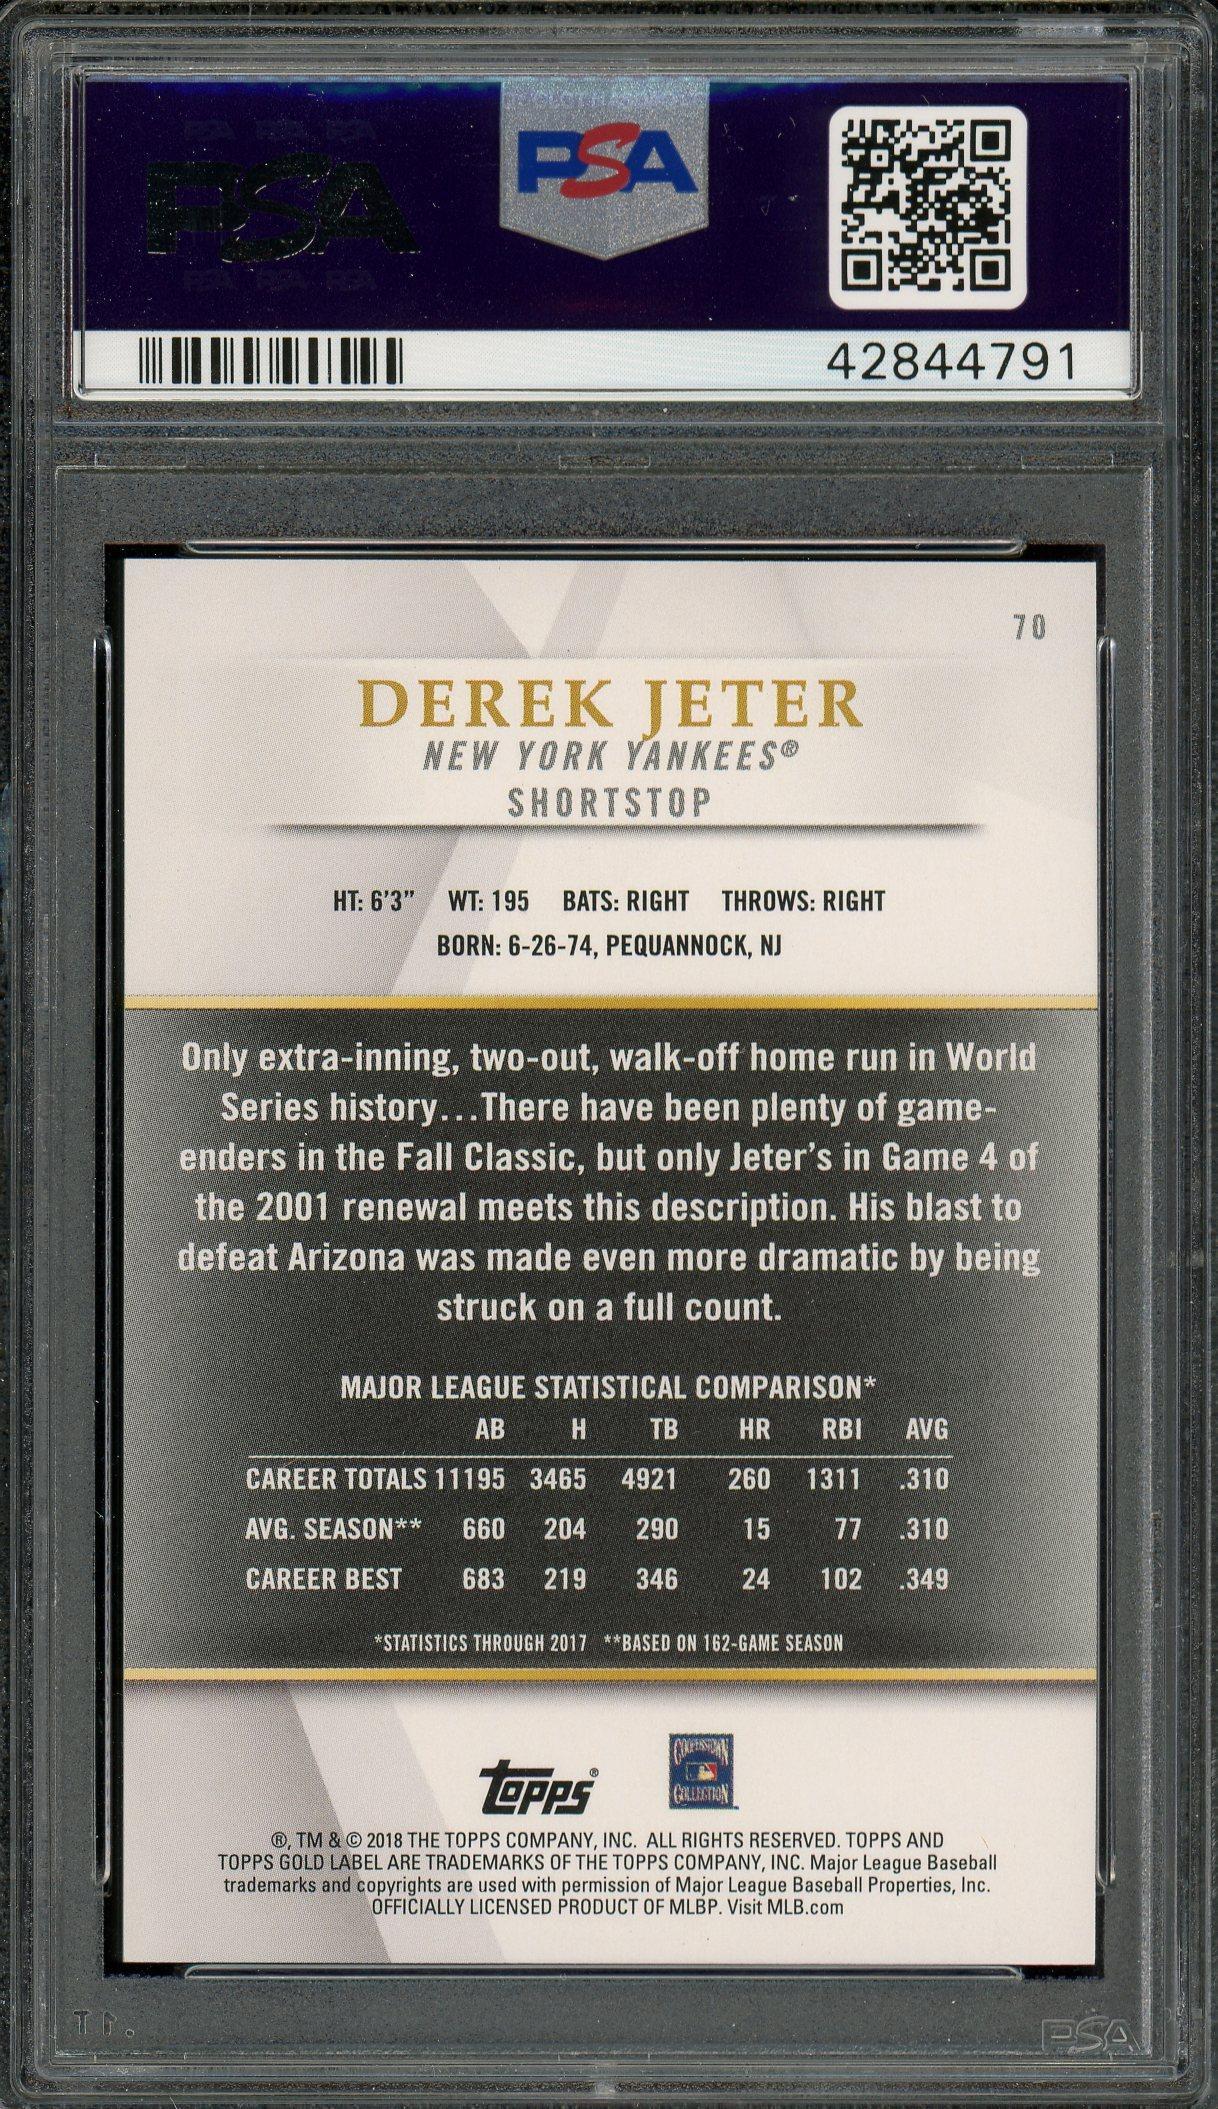 PSA
PSA
42844791
70
DEREK JETER
NEW YORK YANKEES®
SHORTSTOP
HT: 6'3" WT: 195 BATS: RIGHT THROWS: RIGHT
BORN: 6-26-74, PEQUANNOCK, NJ
Only extra-inning, two-out, walk-off home run in World
Series history...There have been plenty of game-
enders in the Fall Classic, but only Jeter's in Game 4 of
the 2001 renewal meets this description. His blast to
defeat Arizona was made even more dramatic by being
struck on a full count.
MAJOR LEAGUE STATISTICAL COMPARISON*
AB H TB HR RBI AVG
CAREER TOTALS 11195 3465 4921 260 1311 .310
AVG. SEASON** 660 204 290 15 77 .310
CAREER BEST 683 219 346 24 102 .349
*STATISTICS THROUGH 2017 **BASED ON 162-GAME SEASON
TOPPS®
COOPERSTOWN
COLLECTION
®, TM & © 2018 THE TOPPS COMPANY, INC. ALL RIGHTS RESERVED. TOPPS AND
TOPPS GOLD LABEL ARE TRADEMARKS OF THE TOPPS COMPANY, INC. Major League Baseball
trademarks and copyrights are used with permission of Major League Baseball Properties, Inc.
OFFICIALLY LICENSED PRODUCT OF MLBP. Visit MLB.com
PSA